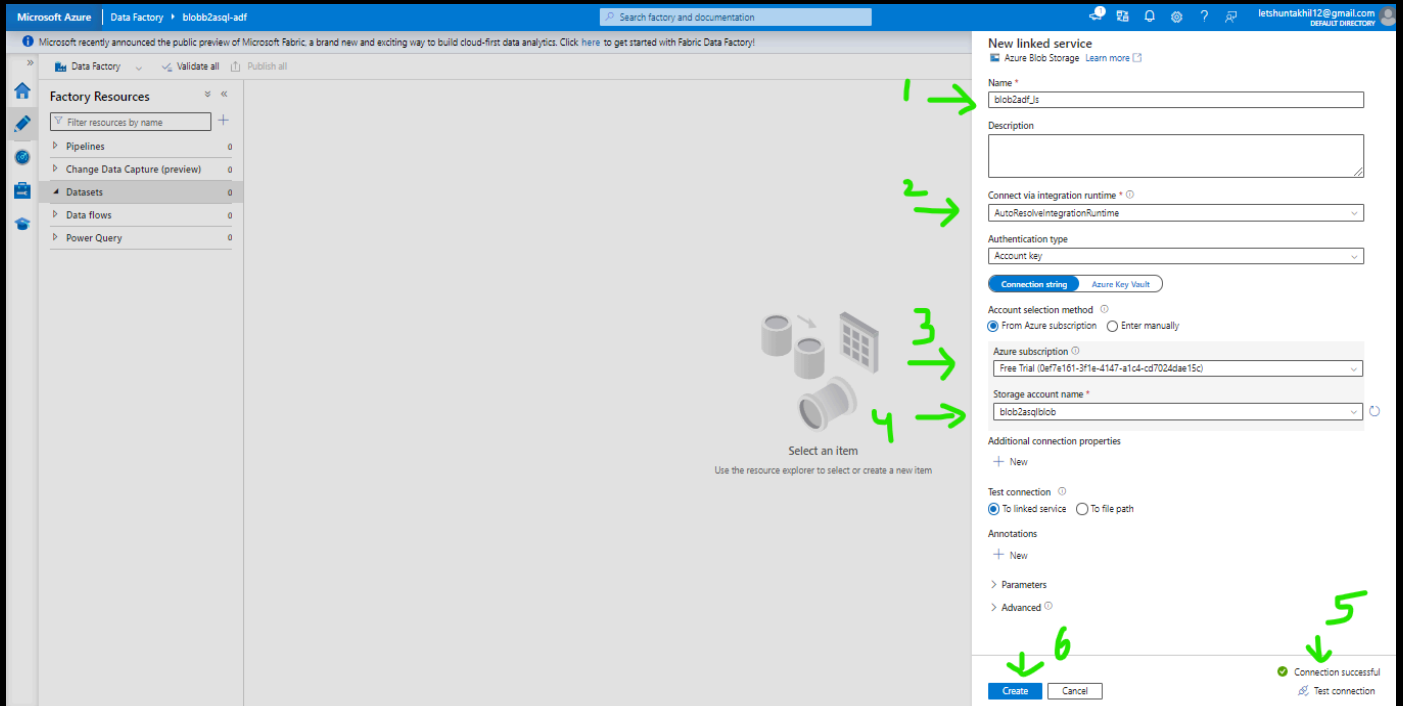 Microsoft Azure Data Factory blobb2asql-adf Search factory and documentation 1 letshuntakhil12@gmail.com
DEFAULT DIRECTORY
Microsoft recently announced the public preview of Microsoft Fabric, a brand new and exciting way to build cloud-first data analytics. Click here to get started with Fabric Data Factory!
Data Factory Validate all Publish all
Factory Resources
Filter resources by name
Pipelines 0
Change Data Capture (preview) 0
Datasets 0
Data flows 0
Power Query 0
Select an item
Use the resource explorer to select or create a new item
New linked service
Azure Blob Storage Learn more
1
Name *
blob2adf_ls
Description
2
Connect via integration runtime *
AutoResolveIntegrationRuntime
Authentication type
Account key
Connection string Azure Key Vault
Account selection method
From Azure subscription Enter manually
3
Azure subscription
Free Trial (0ef7e161-3f1e-4147-a1c4-cd7024dae15c)
4
Storage account name *
blob2asqlblob
Additional connection properties
New
Test connection
To linked service To file path
Annotations
New
Parameters
Advanced
5
Connection successful
6
Create Cancel Test connection